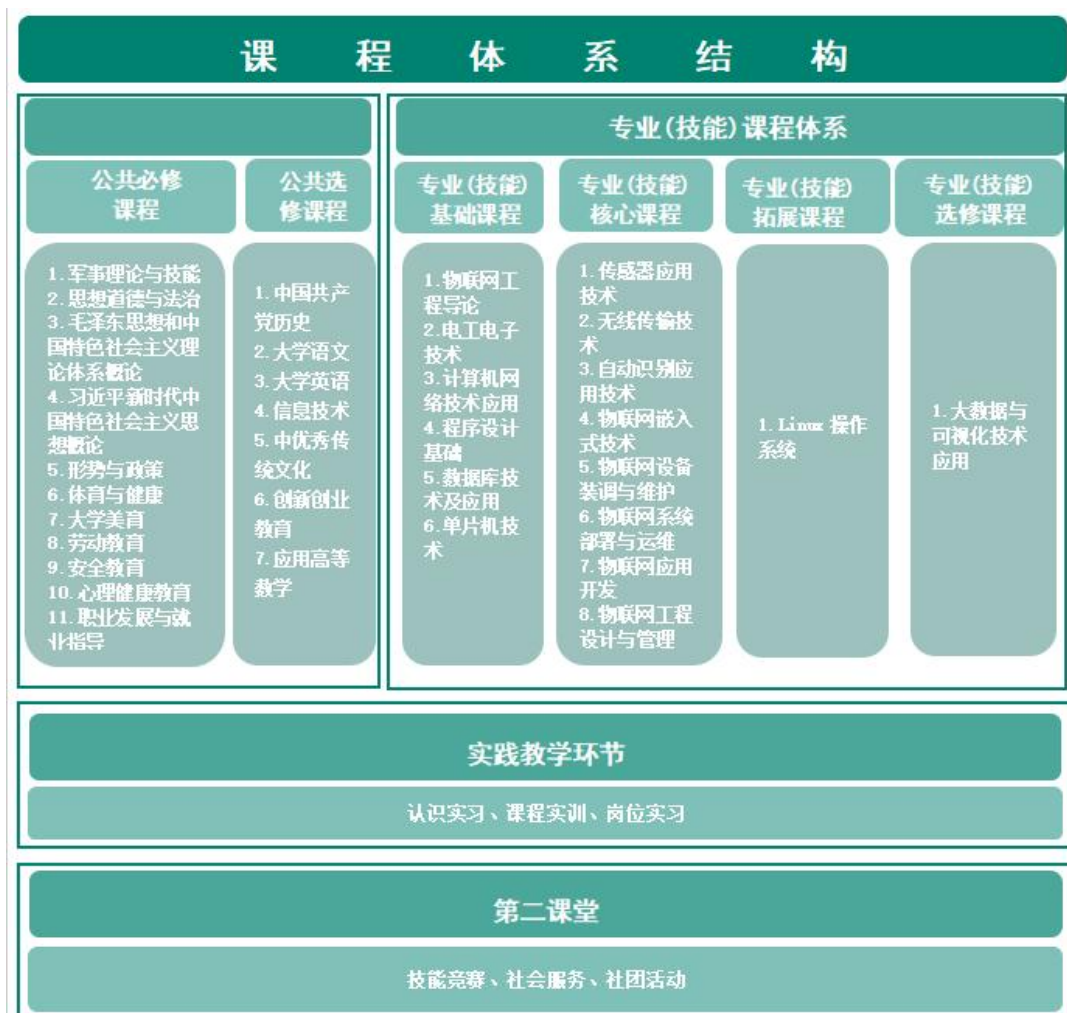 课程体系结构
专业(技能)课程体系
公共必修
课程
公共选
修课程
专业(技能)
基础课程
专业(技能)
核心课程
专业(技能)
拓展课程
专业(技能)
选修课程
1.军事理论与技能
2.思想道德与法治
3.毛泽东思想和中
国特色社会主义理
论体系概论
4.习近平新时代中
国特色社会主义思
想概论
5.形势与政策
6.体育与健康
7.大学美育
8.劳动教育
9.安全教育
10.心理健康教育
11.职业发展与就
业指导
1.中国共产
党历史
2.大学语文
3.大学英语
4.信息技术
5.中优秀传
统文化
6.创新创业
教育
7.应用高等
数学
1.物联网工
程导论
2.电工电子
技术
3.计算机网
络技术应用
4.程序设计
基础
5.数据库技
术及应用
6.单片机技
术
1.传感器应用
技术
2.无线传输技
术
3.自动识别应
用技术
4.物联网嵌入
式技术
5.物联网设备
装调与维护
6.物联网系统
部署与运维
7.物联网应用
开发
8.物联网工程
设计与管理
1.Linux 操作
系统
1.大数据与
可视化技术
应用
实践教学环节
认识实习、课程实训、岗位实习
第二课堂
技能竞赛、社会服务、社团活动